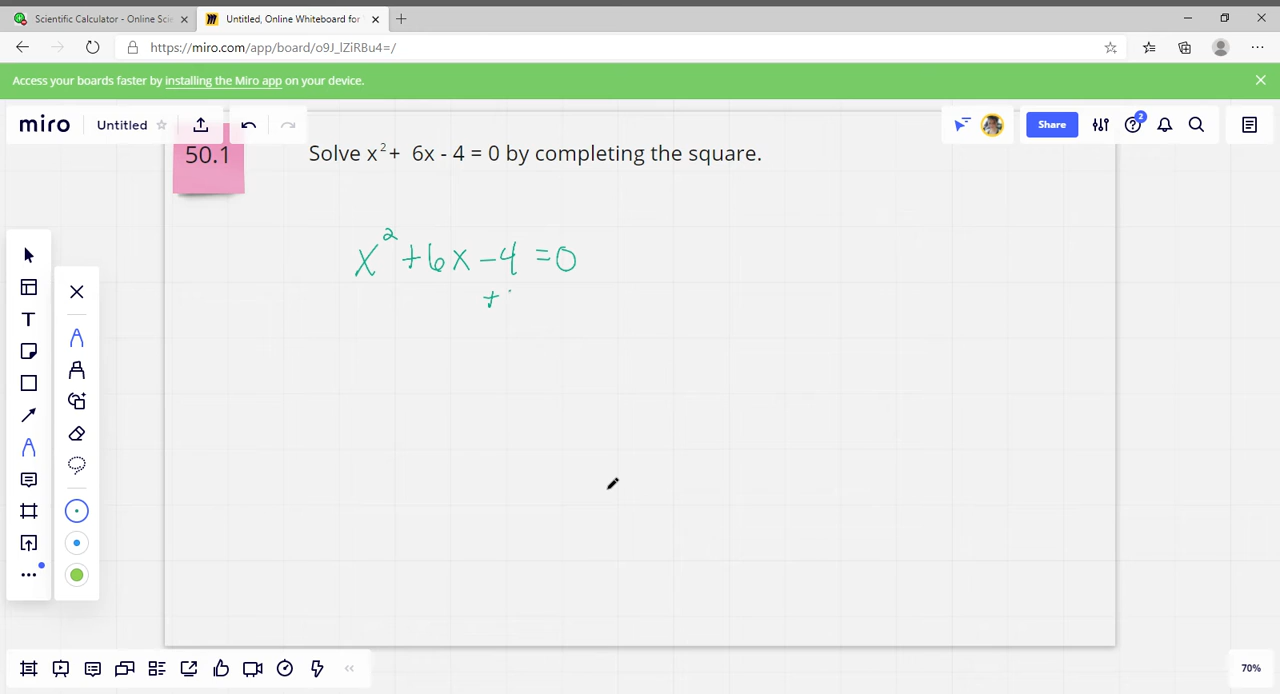 Scientific Calculator - Online Scie
Untitled, Online Whiteboard for
https://miro.com/app/board/o9J_lZiRBu4=/
Access your boards faster by installing the Miro app on your device.
miro
Untitled
Share
2
50.1
Solve x² + 6x - 4 = 0 by completing the square.
x² + 6x - 4 = 0
+
70%